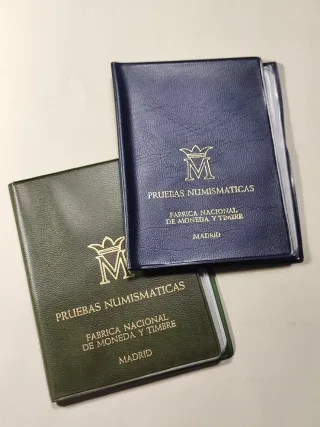 M
PRUEBAS NUMISMATICAS
FABRICA NACIONAL
DE MONEDA Y TIMBRE
MADRID
M
PRUEBAS NUMISMATICAS
FABRICA NACIONAL
DE MONEDA Y TIMBRE
MADRID